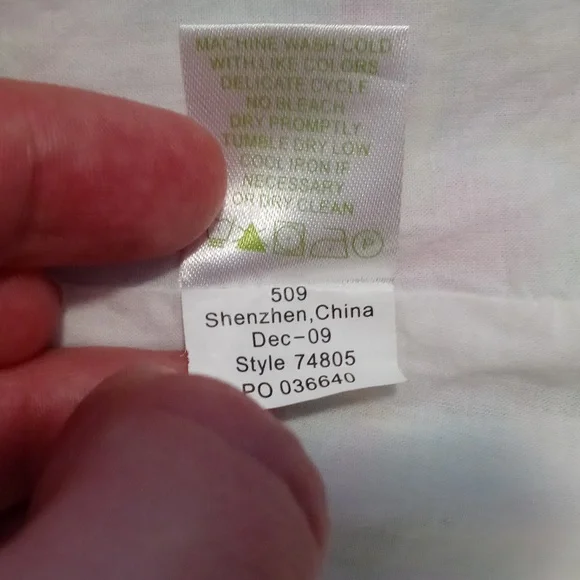 MACHINE WASH COLD
WITH LIKE COLORS
DELICATE CYCLE
NO BLEACH
DRY PROMPTLY
TUMBLE DRY LOW
COOL IRON IF
NECESSARY
OR DRY CLEAN
P
509
Shenzhen,China
Dec-09
Style 74805
PO 036640